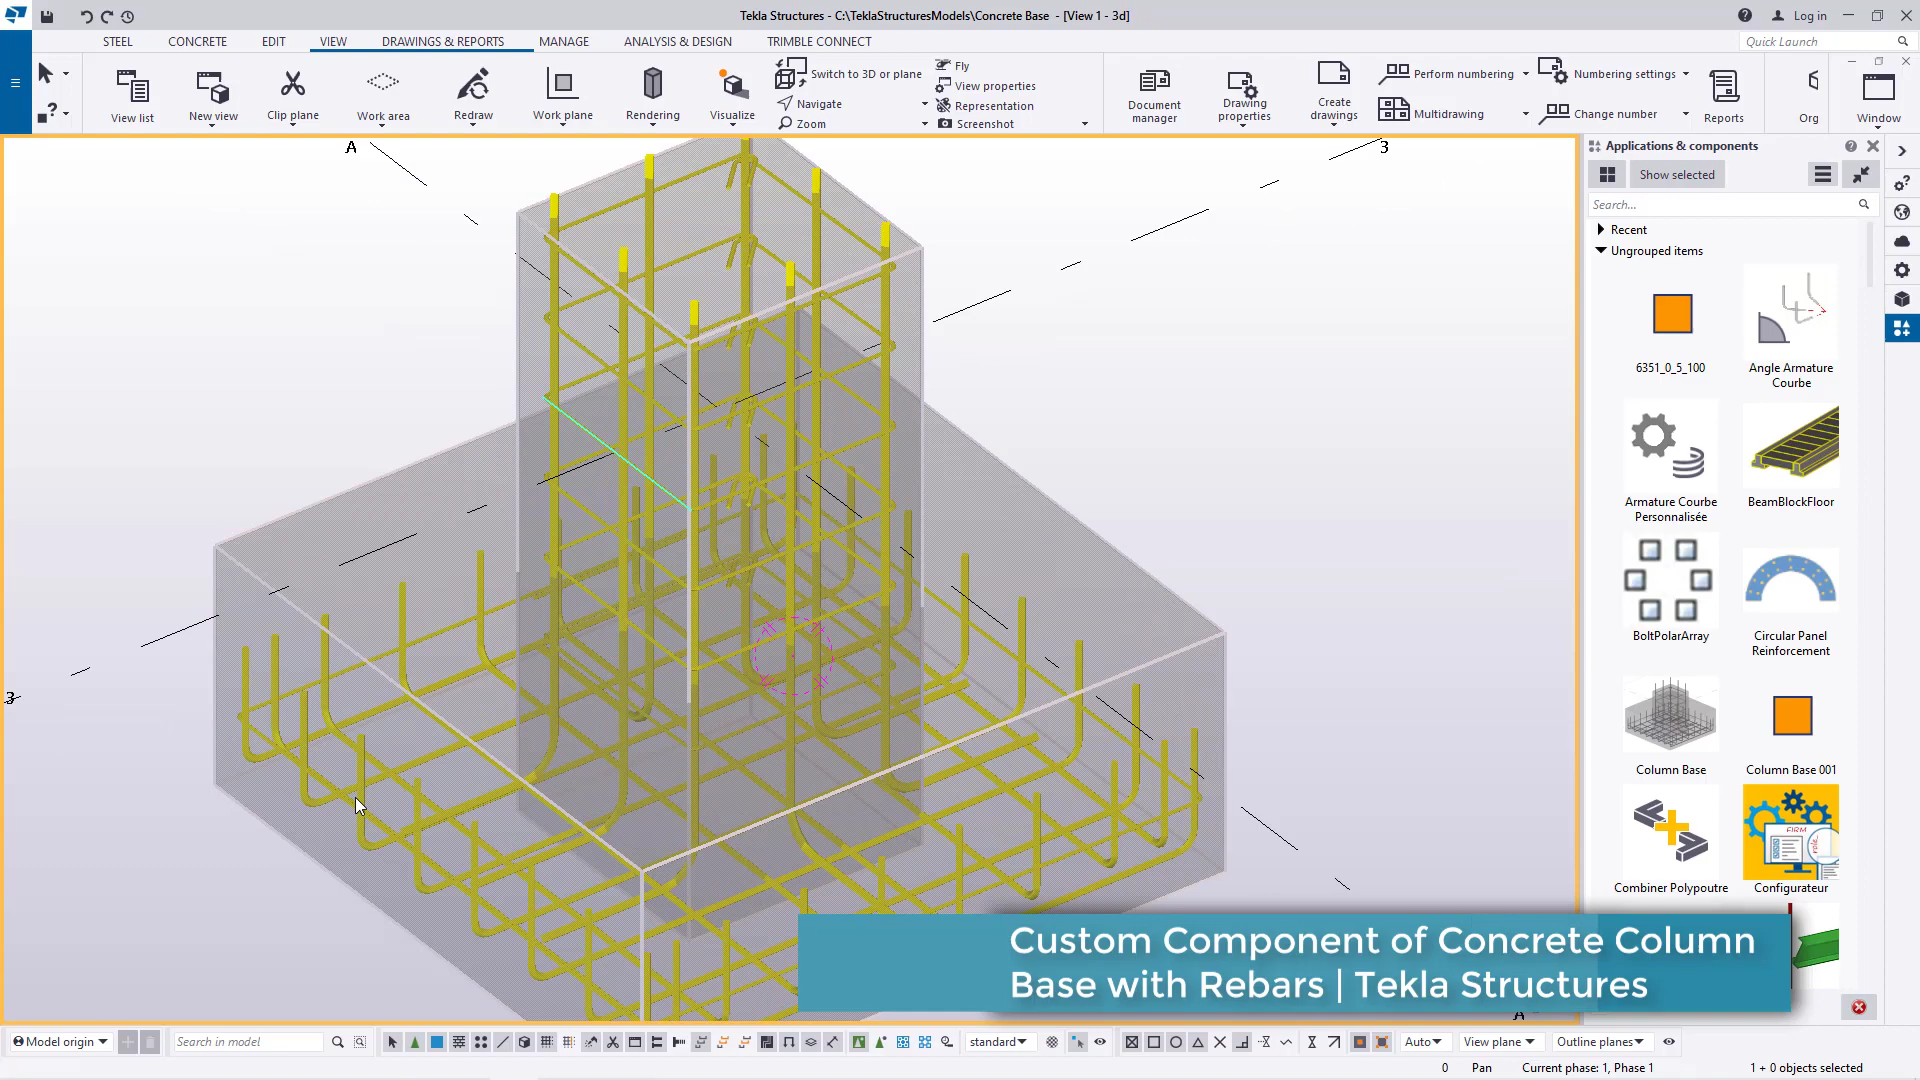 Tekla Structures - C:\TeklaStructuresModels\Concrete Base - [View 1 - 3d]
Log in
STEEL CONCRETE EDIT VIEW DRAWINGS & REPORTS MANAGE ANALYSIS & DESIGN TRIMBLE CONNECT
Quick Launch
View list
New view
Clip plane
Work area
Redraw
Work plane
Rendering
Visualize
Switch to 3D or plane
Navigate
Zoom
Fly
View properties
Representation
Screenshot
Document manager
Drawing properties
Create drawings
Perform numbering
Multidrawing
Numbering settings
Change number
Reports
Org
Window
A
3
3
A
Applications & components
Show selected
Search...
Recent
Ungrouped items
6351_0_5_100
Angle Armature Courbe
Armature Courbe Personnalisée
BeamBlockFloor
BoltPolarArray
Circular Panel Reinforcement
Column Base
Column Base 001
FIRM
Combiner Polypoutre
Configurateur
Custom Component of Concrete Column
Base with Rebars | Tekla Structures
Model origin
Search in model
standard
Auto
View plane
Outline planes
0
Pan
Current phase: 1, Phase 1
1 + 0 objects selected